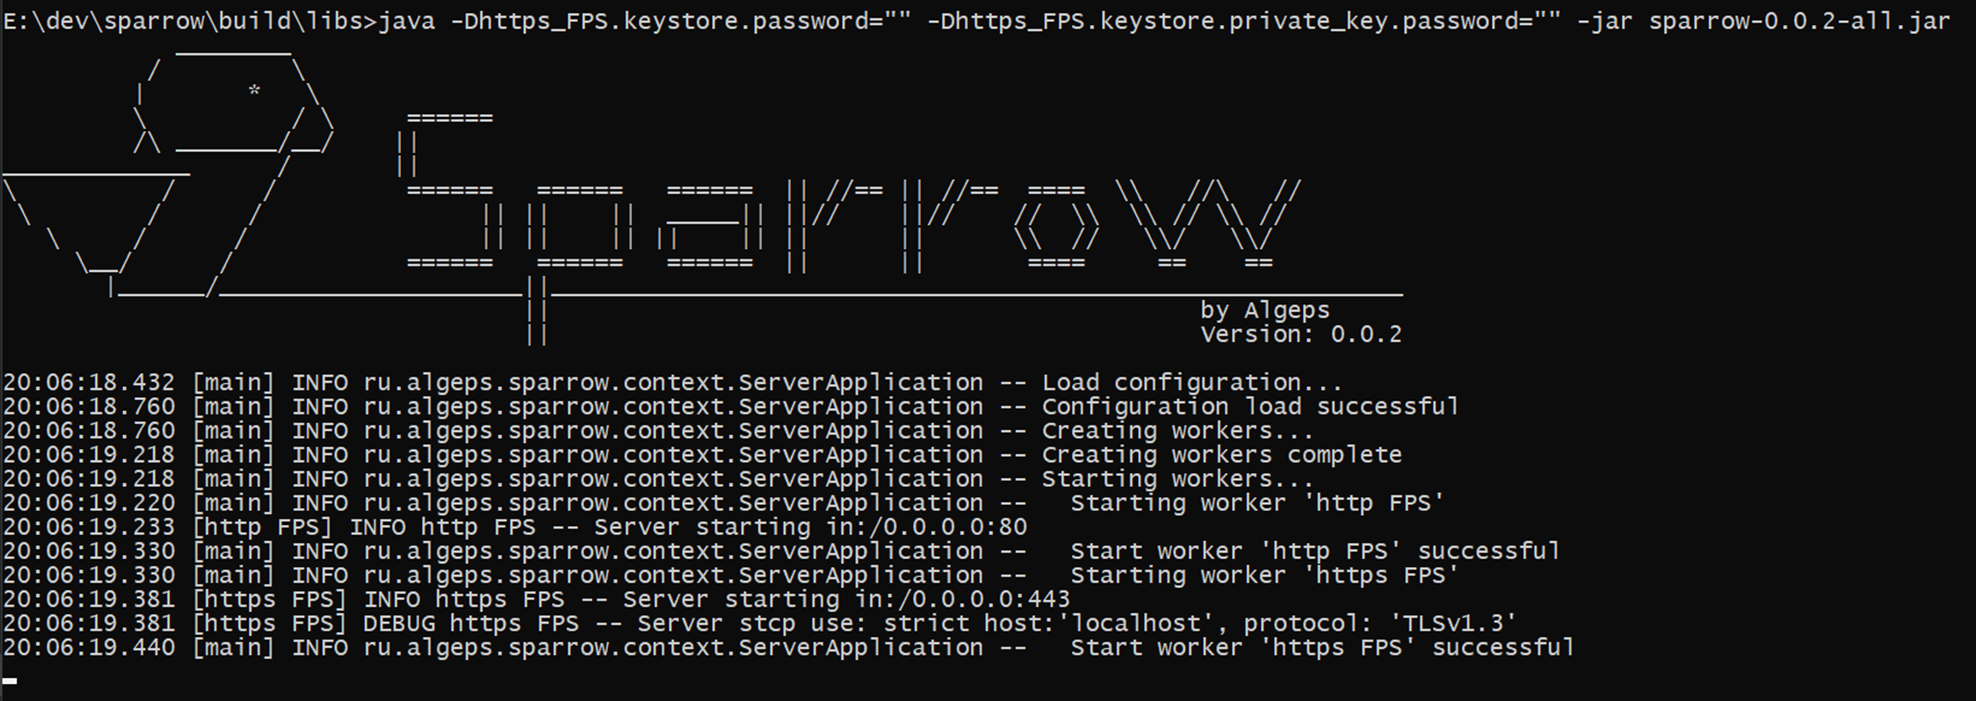 E:\dev\sparrow\build\libs>java -Dhttps_FPS.keystore.password="" -Dhttps_FPS.keystore.private_key.password="" -jar sparrow-0.0.2-all.jar
Sparrow
by Algeps
Version: 0.0.2
20:06:18.432 [main] INFO ru.algeps.sparrow.context.ServerApplication -- Load configuration...
20:06:18.760 [main] INFO ru.algeps.sparrow.context.ServerApplication -- Configuration load successful
20:06:18.760 [main] INFO ru.algeps.sparrow.context.ServerApplication -- Creating workers...
20:06:19.218 [main] INFO ru.algeps.sparrow.context.ServerApplication -- Creating workers complete
20:06:19.218 [main] INFO ru.algeps.sparrow.context.ServerApplication -- Starting workers...
20:06:19.220 [main] INFO ru.algeps.sparrow.context.ServerApplication --   Starting worker 'http FPS'
20:06:19.233 [http FPS] INFO http FPS -- Server starting in:/0.0.0.0:80
20:06:19.330 [main] INFO ru.algeps.sparrow.context.ServerApplication --   Start worker 'http FPS' successful
20:06:19.330 [main] INFO ru.algeps.sparrow.context.ServerApplication --   Starting worker 'https FPS'
20:06:19.381 [https FPS] INFO https FPS -- Server starting in:/0.0.0.0:443
20:06:19.381 [https FPS] DEBUG https FPS -- Server stcp use: strict host:'localhost', protocol: 'TLSv1.3'
20:06:19.440 [main] INFO ru.algeps.sparrow.context.ServerApplication --   Start worker 'https FPS' successful